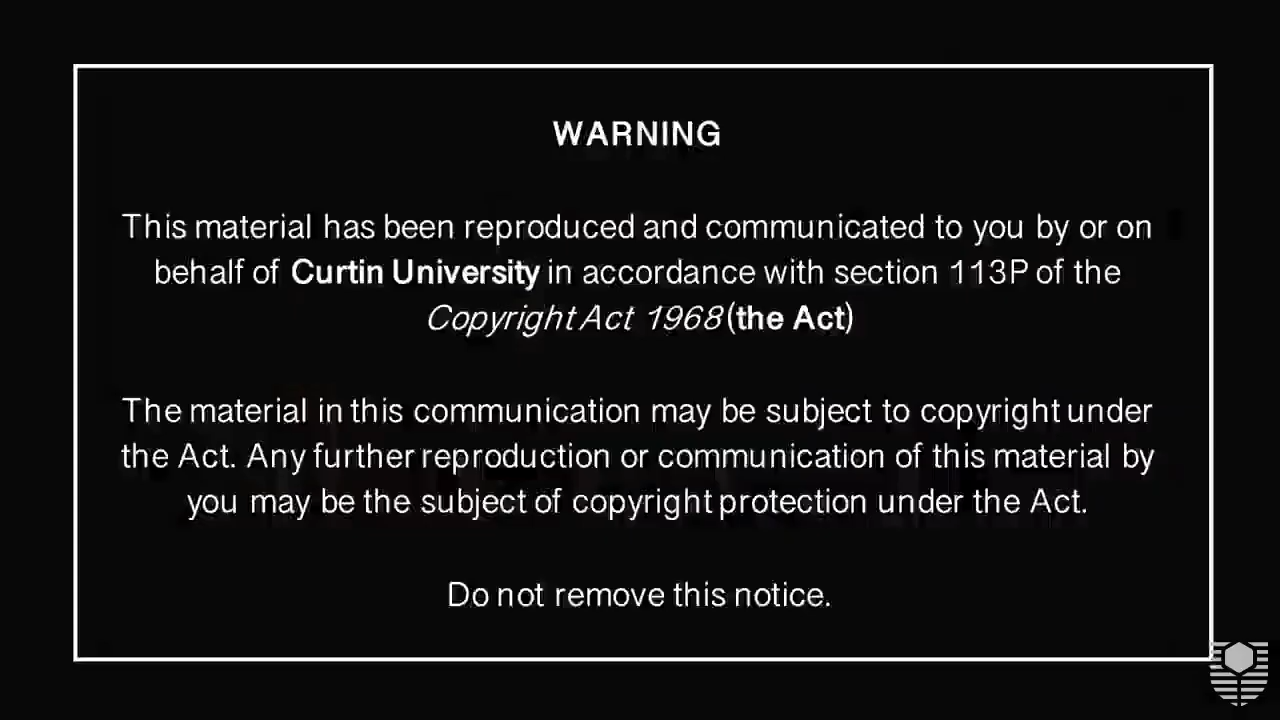 WARNING
This material has been reproduced and communicated to you by or on
behalf of Curtin University in accordance with section 113P of the
Copyright Act 1968 (the Act)
The material in this communication may be subject to copyright under
the Act. Any further reproduction or communication of this material by
you may be the subject of copyright protection under the Act.
Do not remove this notice.